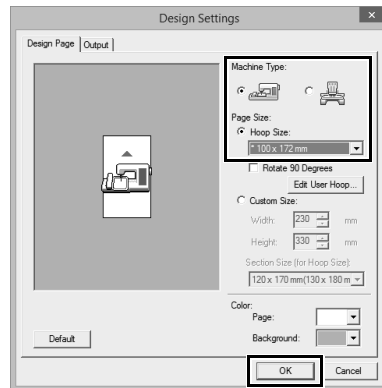 Design Settings
Design Page
Output
Machine Type:
Page Size:
Hoop Size:
* 100 x 172 mm
Rotate 90 Degrees
Edit User Hoop...
Custom Size:
Width: 230 mm
Height: 330 mm
Section Size (for Hoop Size):
120 x 170 mm(130 x 180 m
Color:
Page:
Default
Background:
OK
Cancel